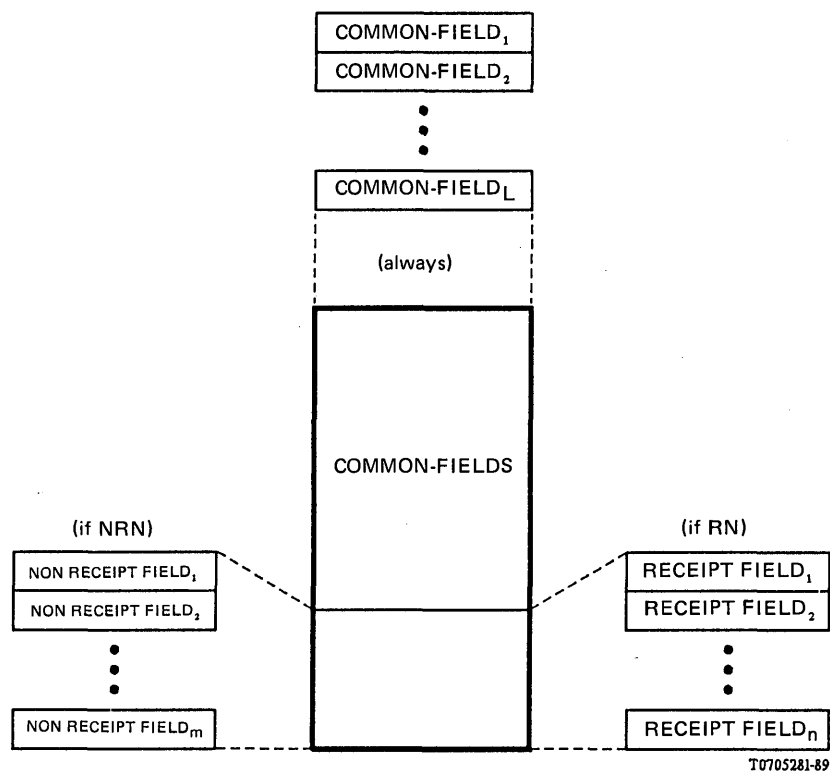 COMMON-FIELD₁
COMMON-FIELD₂
COMMON-FIELD_L
(always)
COMMON-FIELDS
(if NRN)
NON RECEIPT FIELD₁
NON RECEIPT FIELD₂
NON RECEIPT FIELDₘ
(if RN)
RECEIPT FIELD₁
RECEIPT FIELD₂
RECEIPT FIELDₙ
T0705281-89